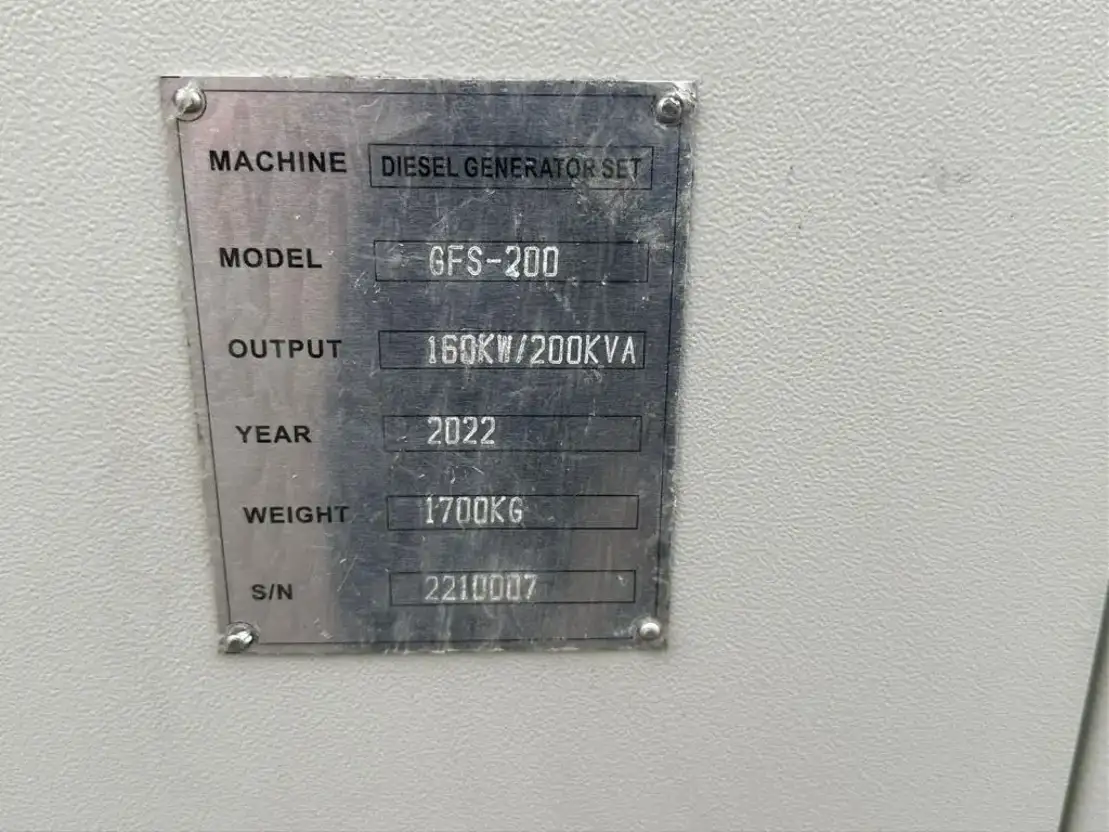 MACHINE DIESEL GENERATOR SET
MODEL GFS-200
OUTPUT 160KW/200KVA
YEAR 2022
WEIGHT 1700KG
S/N 2210007